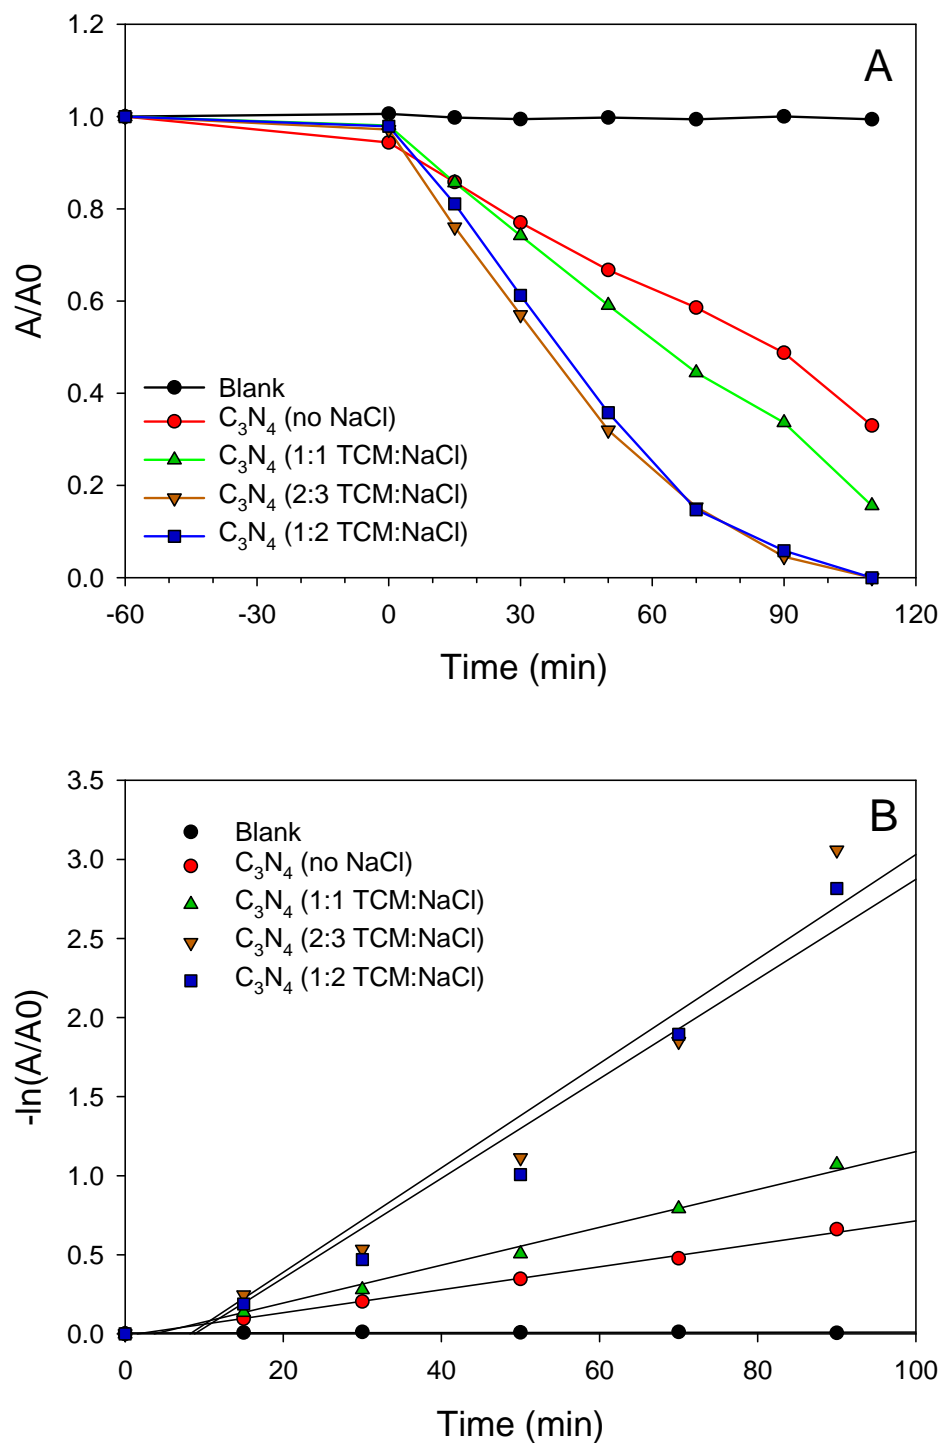 A
1.2
1.0
0.8
0.6
0.4
0.2
0.0
A/A0
Blank
C₃N₄ (no NaCl)
C₃N₄ (1:1 TCM:NaCl)
C₃N₄ (2:3 TCM:NaCl)
C₃N₄ (1:2 TCM:NaCl)
-60 -30 0 30 60 90 120
Time (min)
B
3.5
3.0
2.5
2.0
1.5
1.0
0.5
0.0
-ln(A/A0)
Blank
C₃N₄ (no NaCl)
C₃N₄ (1:1 TCM:NaCl)
C₃N₄ (2:3 TCM:NaCl)
C₃N₄ (1:2 TCM:NaCl)
0 20 40 60 80 100
Time (min)